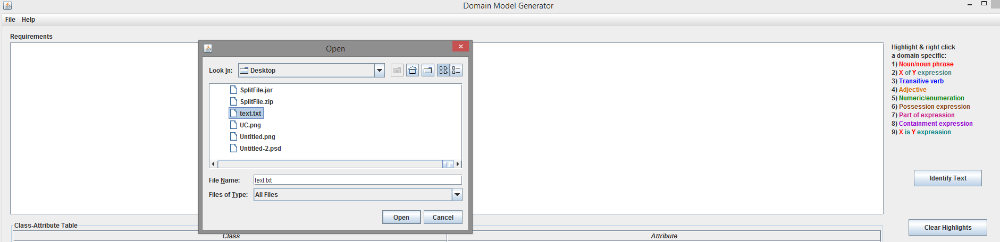 Domain Model Generator
File Help
Requirements
Open
Look In: Desktop
SplitFile.jar
SplitFile.zip
text.txt
UC.png
Untitled.png
Untitled-2.psd
File Name: text.txt
Files of Type: All Files
Open Cancel
Highlight & right click
a domain specific:
1) Noun/noun phrase
2) X of Y expression
3) Transitive verb
4) Adjective
5) Numeric/enumeration
6) Possession expression
7) Part of expression
8) Containment expression
9) X is Y expression
Identify Text
Clear Highlights
Class-Attribute Table
Class Attribute